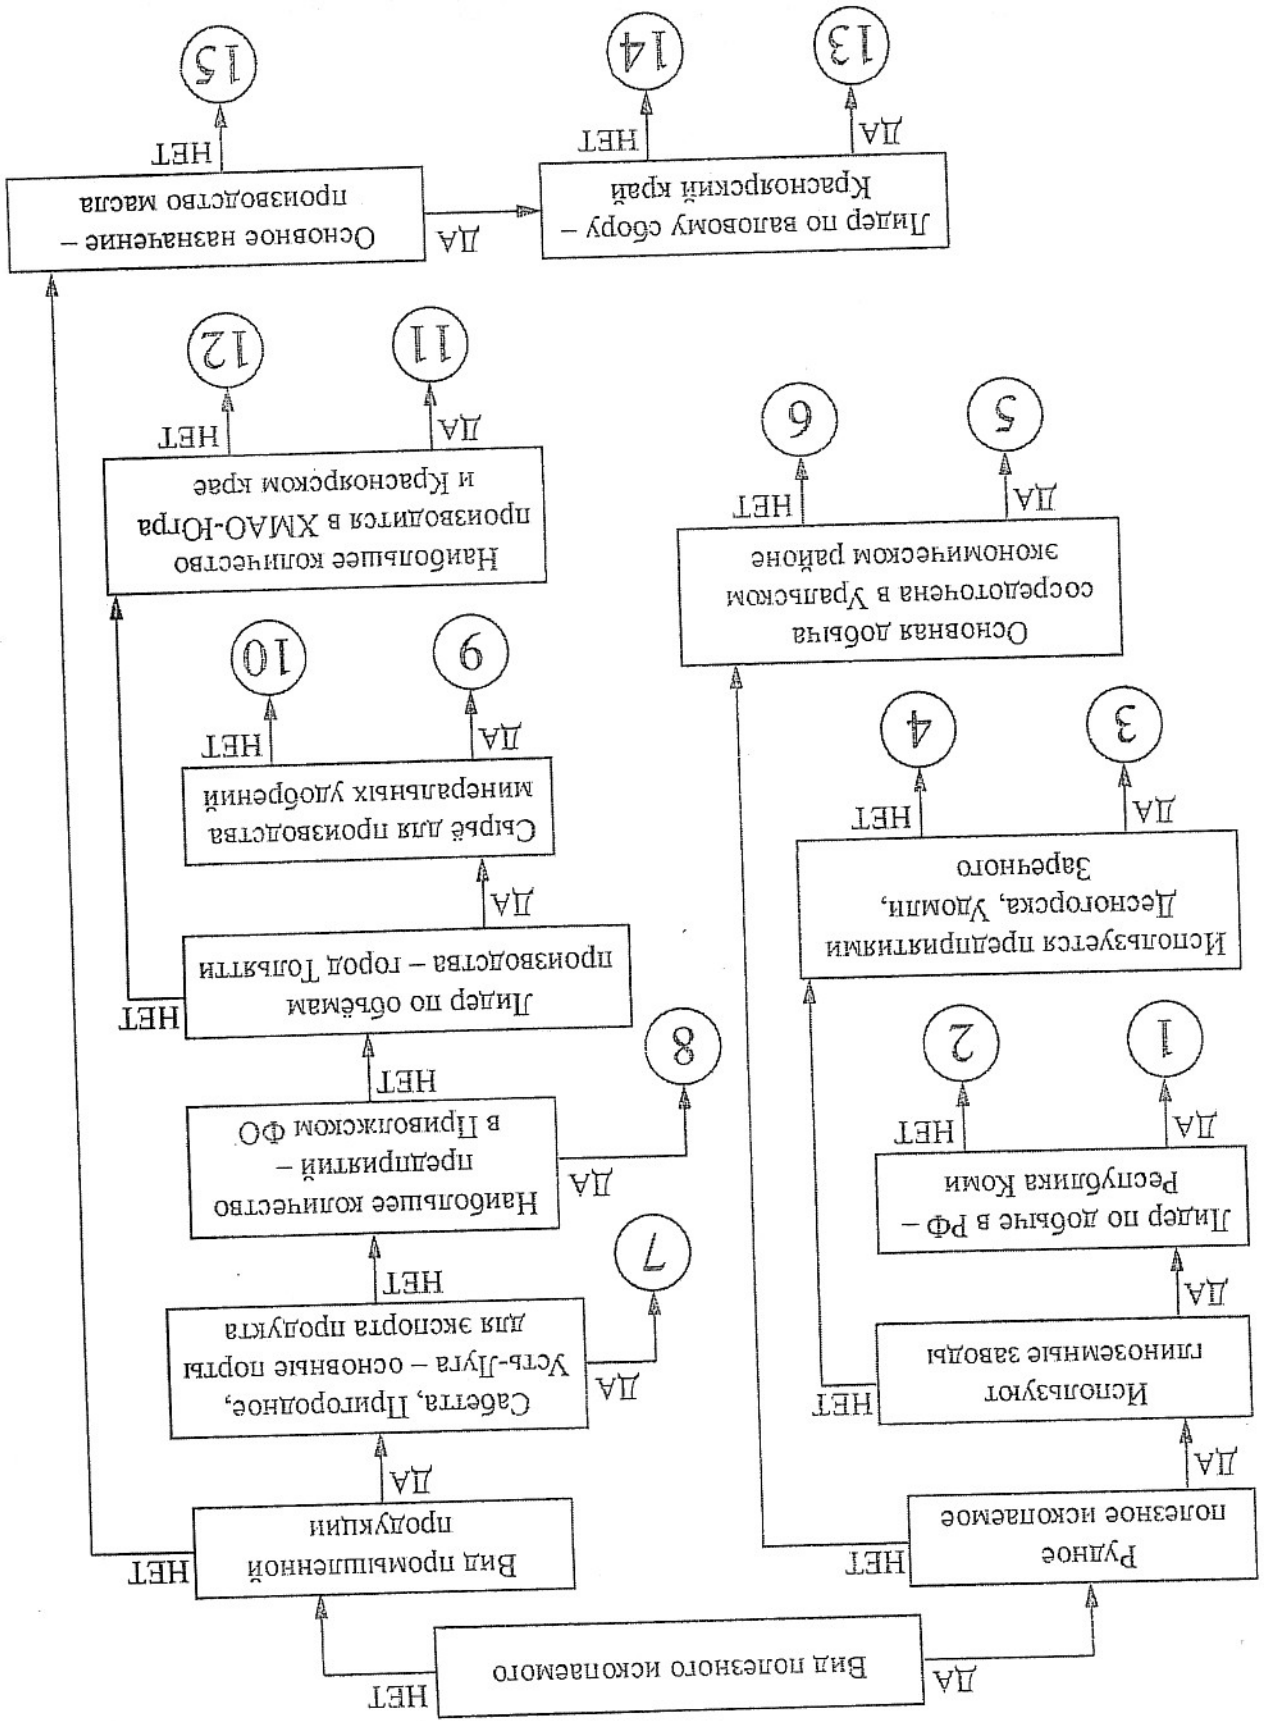 Вид полезного ископаемого
ДА
НЕТ
Рудное
полезное ископаемое
НЕТ
ДА
Используют
глиноземные заводы
НЕТ
ДА
Лидер по добыче в РФ –
Республика Коми
ДА
НЕТ
1
2
Используется предприятиями
Десногорска, Удомли,
Заречного
ДА
НЕТ
3
4
Основная добыча
сосредоточена в Уральском
экономическом районе
ДА
НЕТ
5
6
Вид промышленной
продукции
НЕТ
ДА
Сабетта, Пригородное,
Усть-Луга – основные порты
для экспорта продукта
ДА
7
НЕТ
Наибольшее количество
предприятий –
в Приволжском ФО
ДА
8
НЕТ
Лидер по объёмам
производства – город Тольятти
НЕТ
ДА
Сырьё для производства
минеральных удобрений
ДА
НЕТ
9
10
Наибольшее количество
производится в ХМАО-Югра
и Красноярском крае
ДА
НЕТ
11
12
Основное назначение –
производство масла
ДА
НЕТ
15
Лидер по валовому сбору –
Красноярский край
ДА
НЕТ
13
14